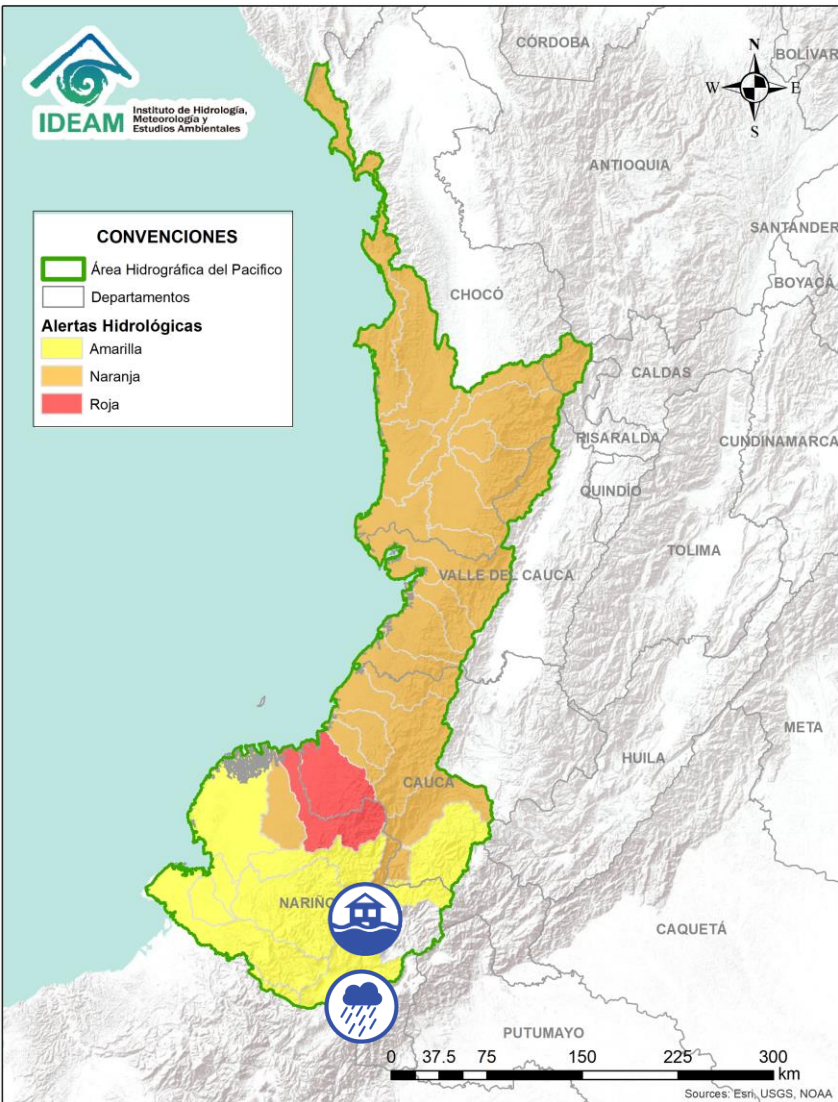 IDEAM
Instituto de Hidrología,
Meteorología y
Estudios Ambientales
CÓRDOBA
BOLÍVAR
N
W
E
S
ANTIOQUIA
SANTANDER
BOYACÁ
CONVENCIONES
Área Hidrográfica del Pacifico
Departamentos
Alertas Hidrológicas
Amarilla
Naranja
Roja
CHOCÓ
CALDAS
RISARALDA
CUNDINAMARCA
QUINDÍO
TOLIMA
VALLE DEL CAUCA
META
HUILA
CAUCA
NARIÑO
CAQUETÁ
PUTUMAYO
0 37.5 75 150 225 300
km
Sources: Esri, USGS, NOAA